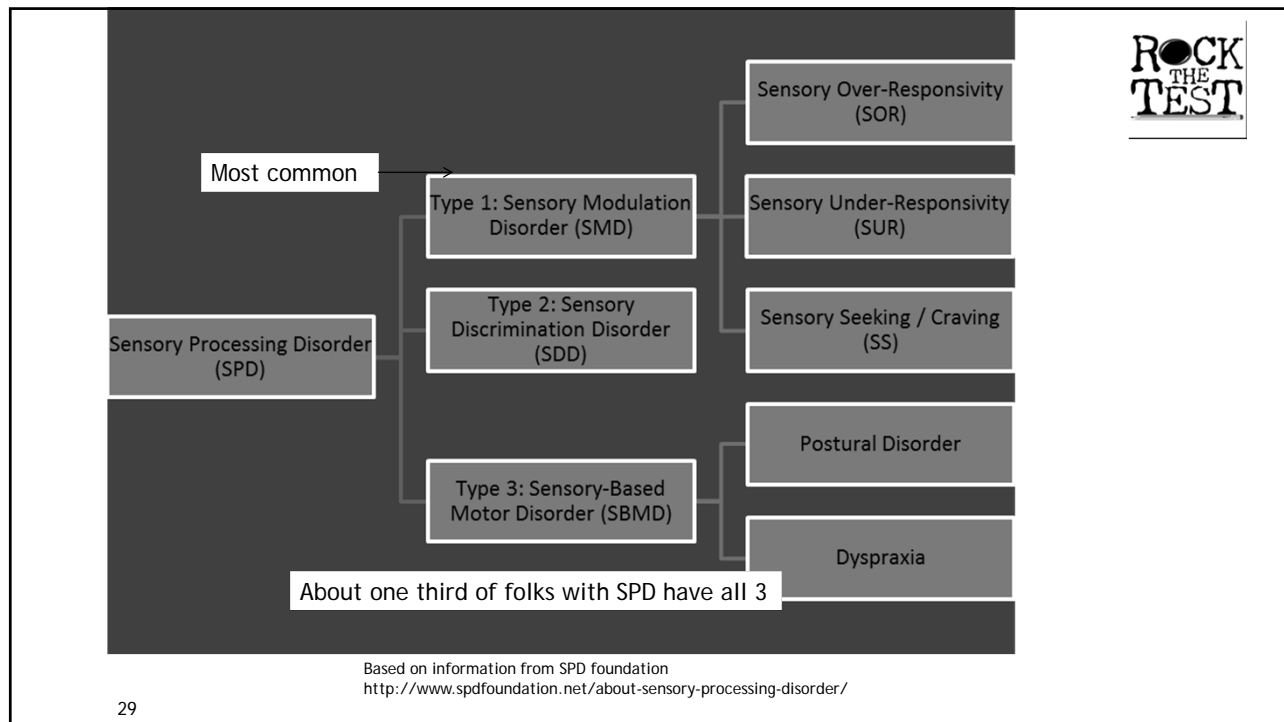 ROCK
THE
TEST
Most common
Sensory Processing Disorder
(SPD)
Type 1: Sensory Modulation
Disorder (SMD)
Sensory Over-Responsivity
(SOR)
Sensory Under-Responsivity
(SUR)
Sensory Seeking / Craving
(SS)
Type 2: Sensory
Discrimination Disorder
(SDD)
Type 3: Sensory-Based
Motor Disorder (SBMD)
Postural Disorder
Dyspraxia
About one third of folks with SPD have all 3
Based on information from SPD foundation
http://www.spdfoundation.net/about-sensory-processing-disorder/
29